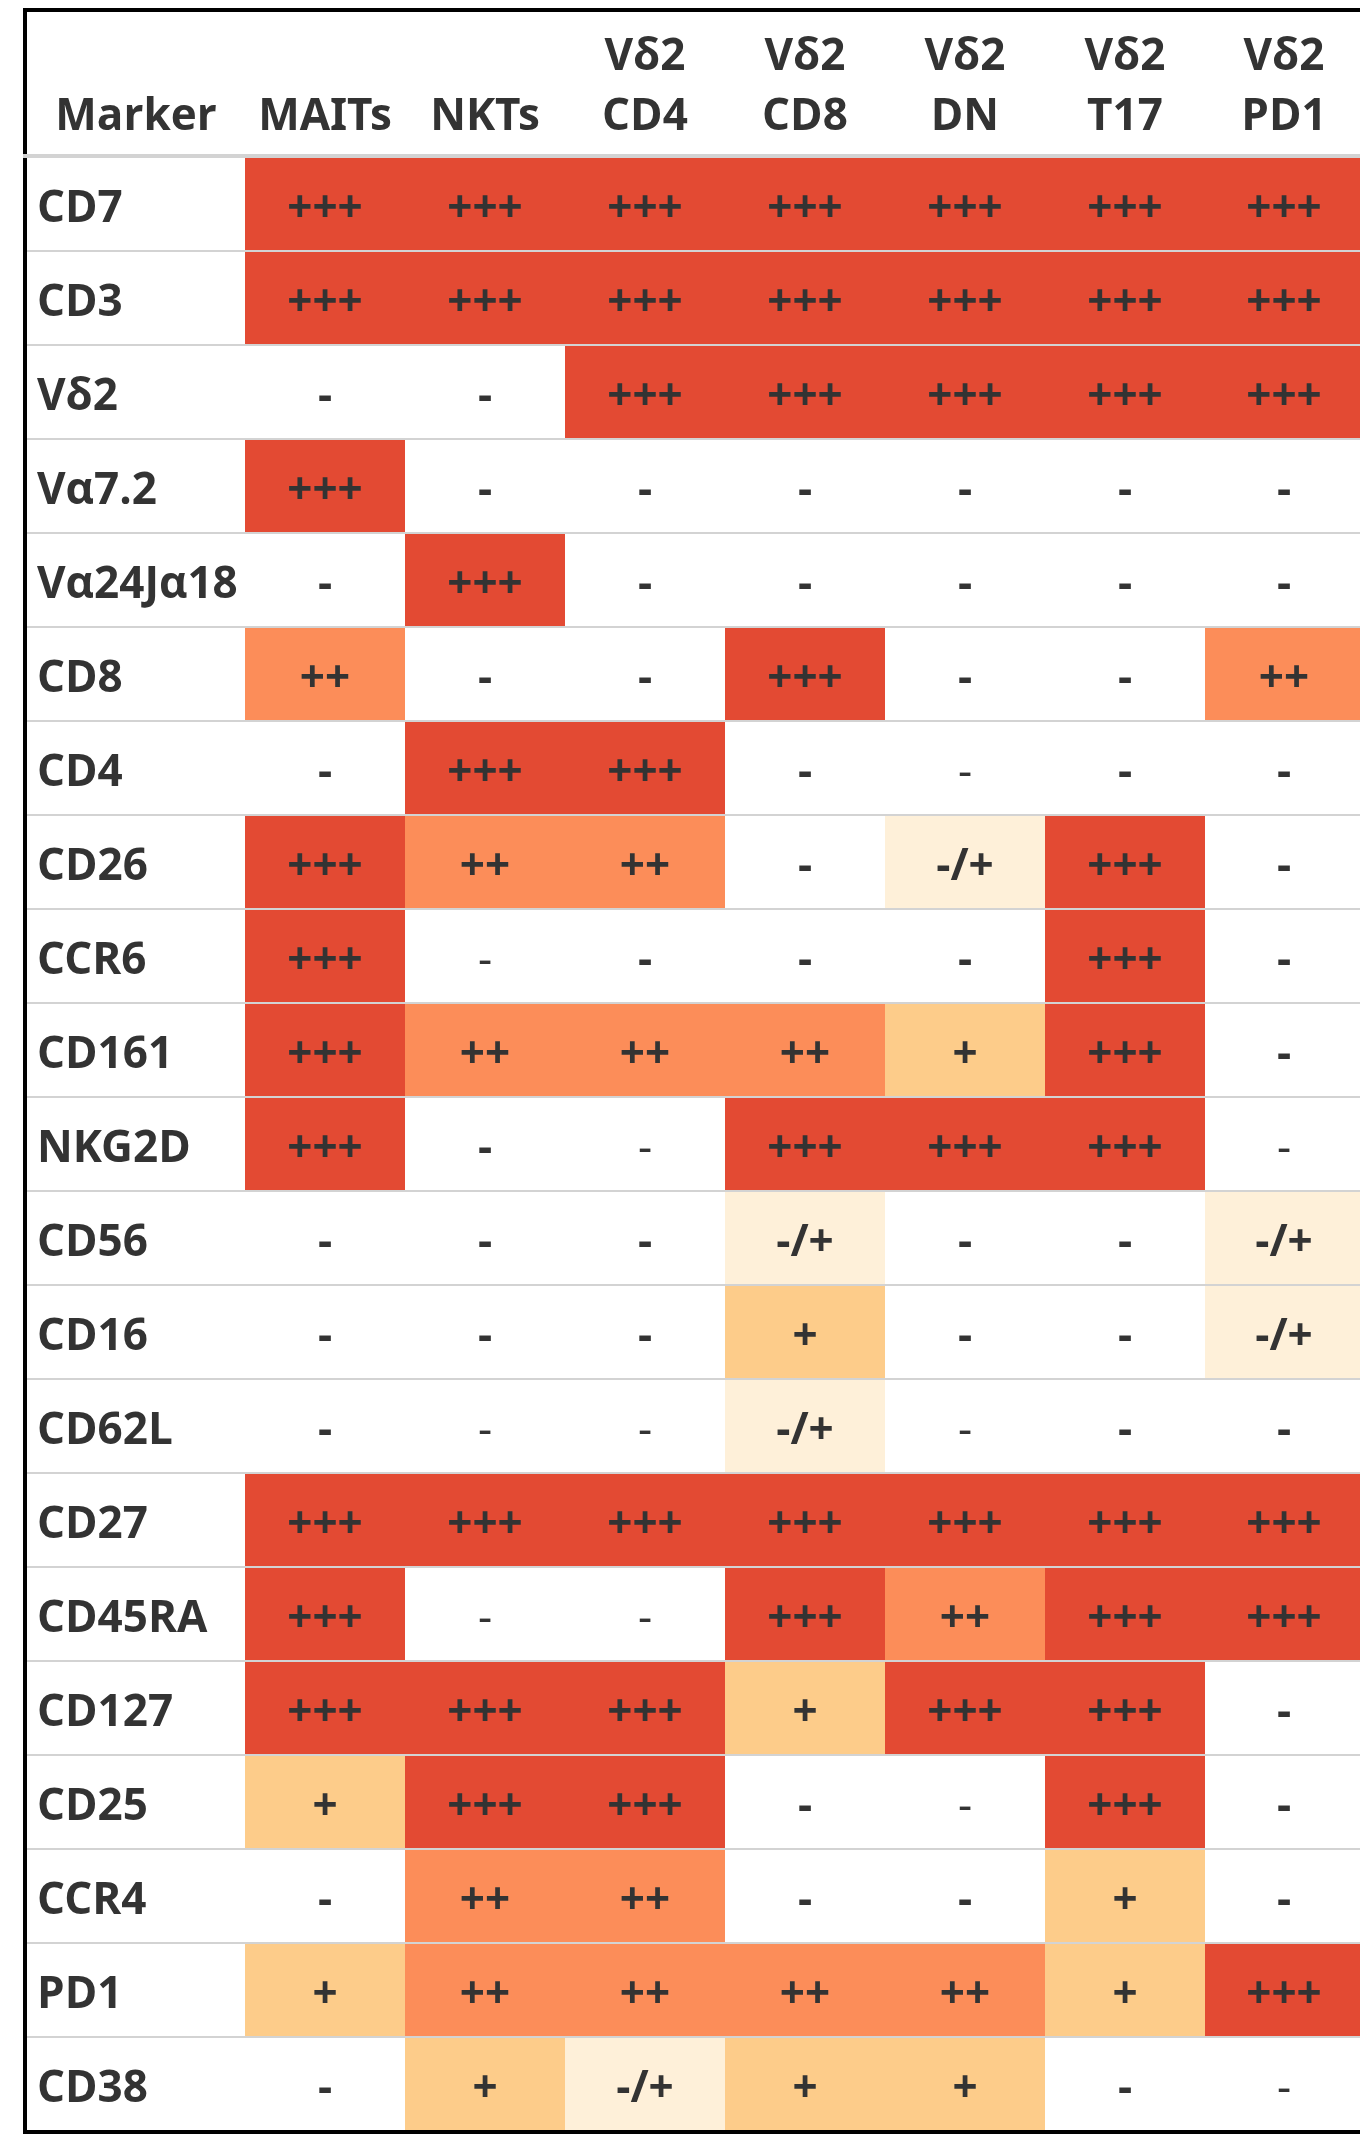 Marker MAITs NKTs Vδ2 CD4 Vδ2 CD8 Vδ2 DN Vδ2 T17 Vδ2 PD1
CD7 +++ +++ +++ +++ +++ +++ +++
CD3 +++ +++ +++ +++ +++ +++ +++
Vδ2 - - +++ +++ +++ +++ +++
Vα7.2 +++ - - - - - -
Vα24Jα18 - +++ - - - - -
CD8 ++ - - +++ - - ++
CD4 - +++ +++ - - - -
CD26 +++ ++ ++ - -/+ +++ -
CCR6 +++ - - - - +++ -
CD161 +++ ++ ++ ++ + +++ -
NKG2D +++ - - +++ +++ +++ -
CD56 - - - -/+ - - -/+
CD16 - - - + - - -/+
CD62L - - - -/+ - - -
CD27 +++ +++ +++ +++ +++ +++ +++
CD45RA +++ - - +++ ++ +++ +++
CD127 +++ +++ +++ + +++ +++ -
CD25 + +++ +++ - - +++ -
CCR4 - ++ ++ - - + -
PD1 + ++ ++ ++ ++ + +++
CD38 - + -/+ + + - -